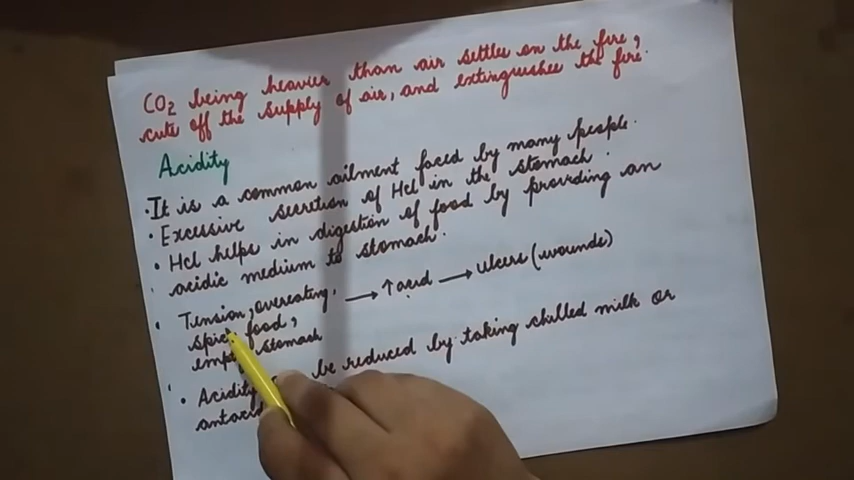 CO2 being heavier than air settles on the fire,
cuts off the supply of air, and extinguishes the fire.
Acidity
• It is a common ailment faced by many people.
• Excessive secretion of Hcl in the stomach.
• Hcl helps in digestion of food by providing an
acidic medium to stomach.
• Tension, overeating, → ↑ acid → ulcers (wounds)
food,
stomach
• Acidity be reduced by taking chilled milk or